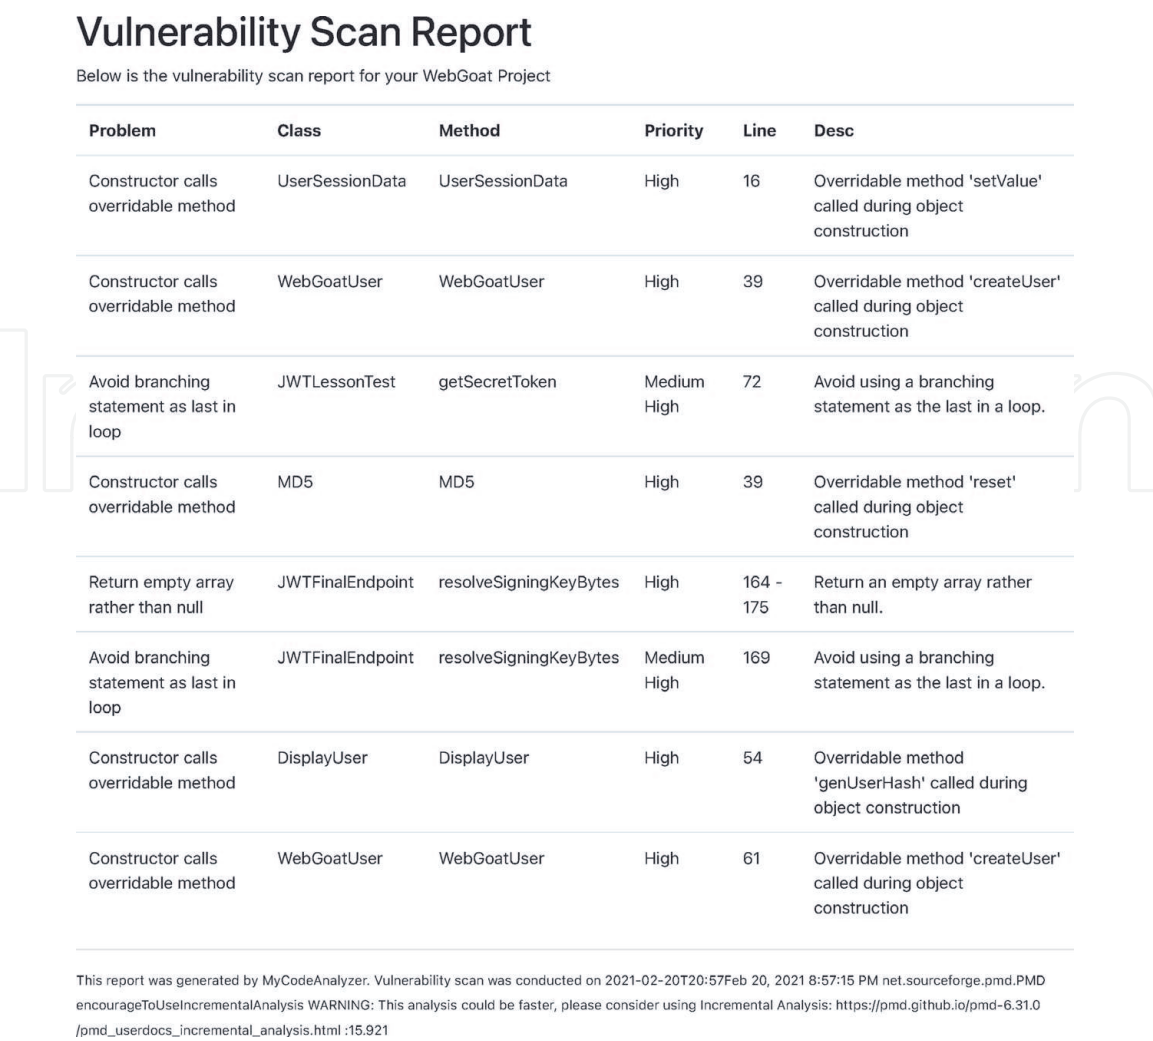 Vulnerability Scan Report
Below is the vulnerability scan report for your WebGoat Project
Problem Class Method Priority Line Desc
Constructor calls UserSessionData UserSessionData High 16 Overridable method 'setValue'
overridable method called during object
construction
Constructor calls WebGoatUser WebGoatUser High 39 Overridable method 'createUser'
overridable method called during object
construction
Avoid branching JWTLessonTest getSecretToken Medium 72 Avoid using a branching
statement as last in High statement as the last in a loop.
loop
Constructor calls MD5 MD5 High 39 Overridable method 'reset'
overridable method called during object
construction
Return empty array JWTFinalEndpoint resolveSigningKeyBytes High 164 - Return an empty array rather
rather than null 175 than null.
Avoid branching JWTFinalEndpoint resolveSigningKeyBytes Medium 169 Avoid using a branching
statement as last in High statement as the last in a loop.
loop
Constructor calls DisplayUser DisplayUser High 54 Overridable method
overridable method 'genUserHash' called during
object construction
Constructor calls WebGoatUser WebGoatUser High 61 Overridable method 'createUser'
overridable method called during object
construction
This report was generated by MyCodeAnalyzer. Vulnerability scan was conducted on 2021-02-20T20:57Feb 20, 2021 8:57:15 PM net.sourceforge.pmd.PMD
encourageToUseIncrementalAnalysis WARNING: This analysis could be faster, please consider using Incremental Analysis: https://pmd.github.io/pmd-6.31.0
/pmd_userdocs_incremental_analysis.html :15.921